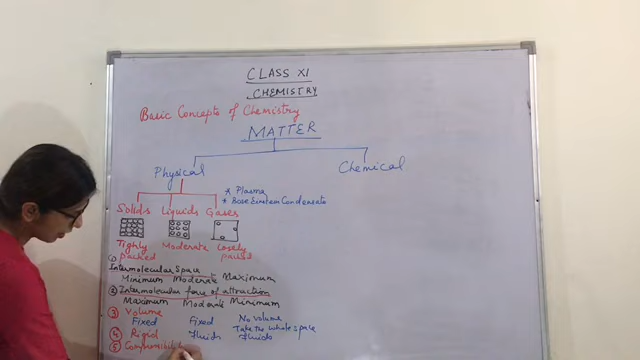 CLASS XI
CHEMISTRY
Basic Concepts of Chemistry
MATTER
Physical Chemical
* Plasma
* Bose Einstein Condensate
Solids Liquids Gases
Tighly packed Moderate Losely packed
① Intermolecular Space
Minimum Moderate Maximum
② Intermolecular force of attraction
Maximum Moderate Minimum
③ Volume
Fixed Fixed No volume
Take the whole space
④ Rigid Fluids Fluids
⑤